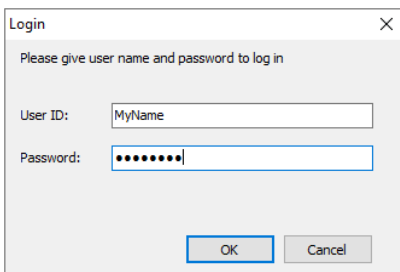 Login
Please give user name and password to log in
User ID: MyName
Password: ••••••••
OK Cancel